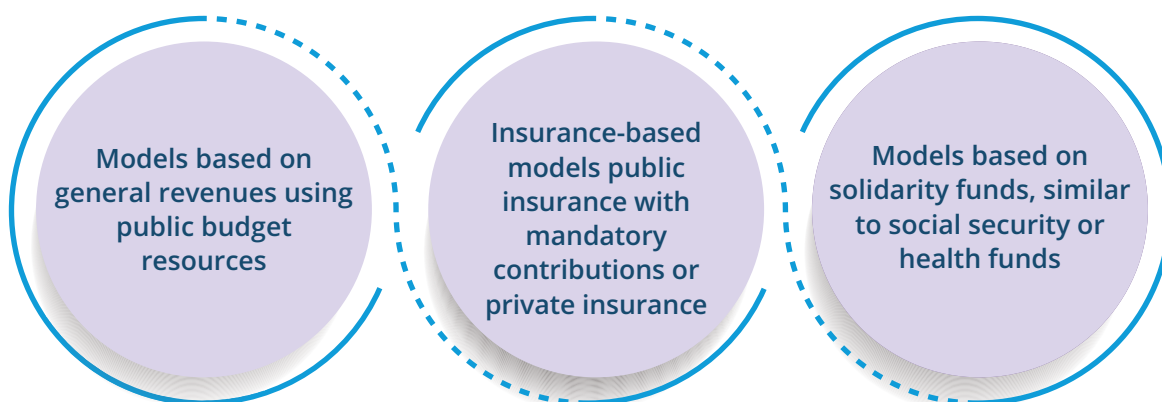 Models based on
general revenues using
public budget
resources
Insurance-based
models public
insurance with
mandatory
contributions or
private insurance
Models based on
solidarity funds, similar
to social security or
health funds